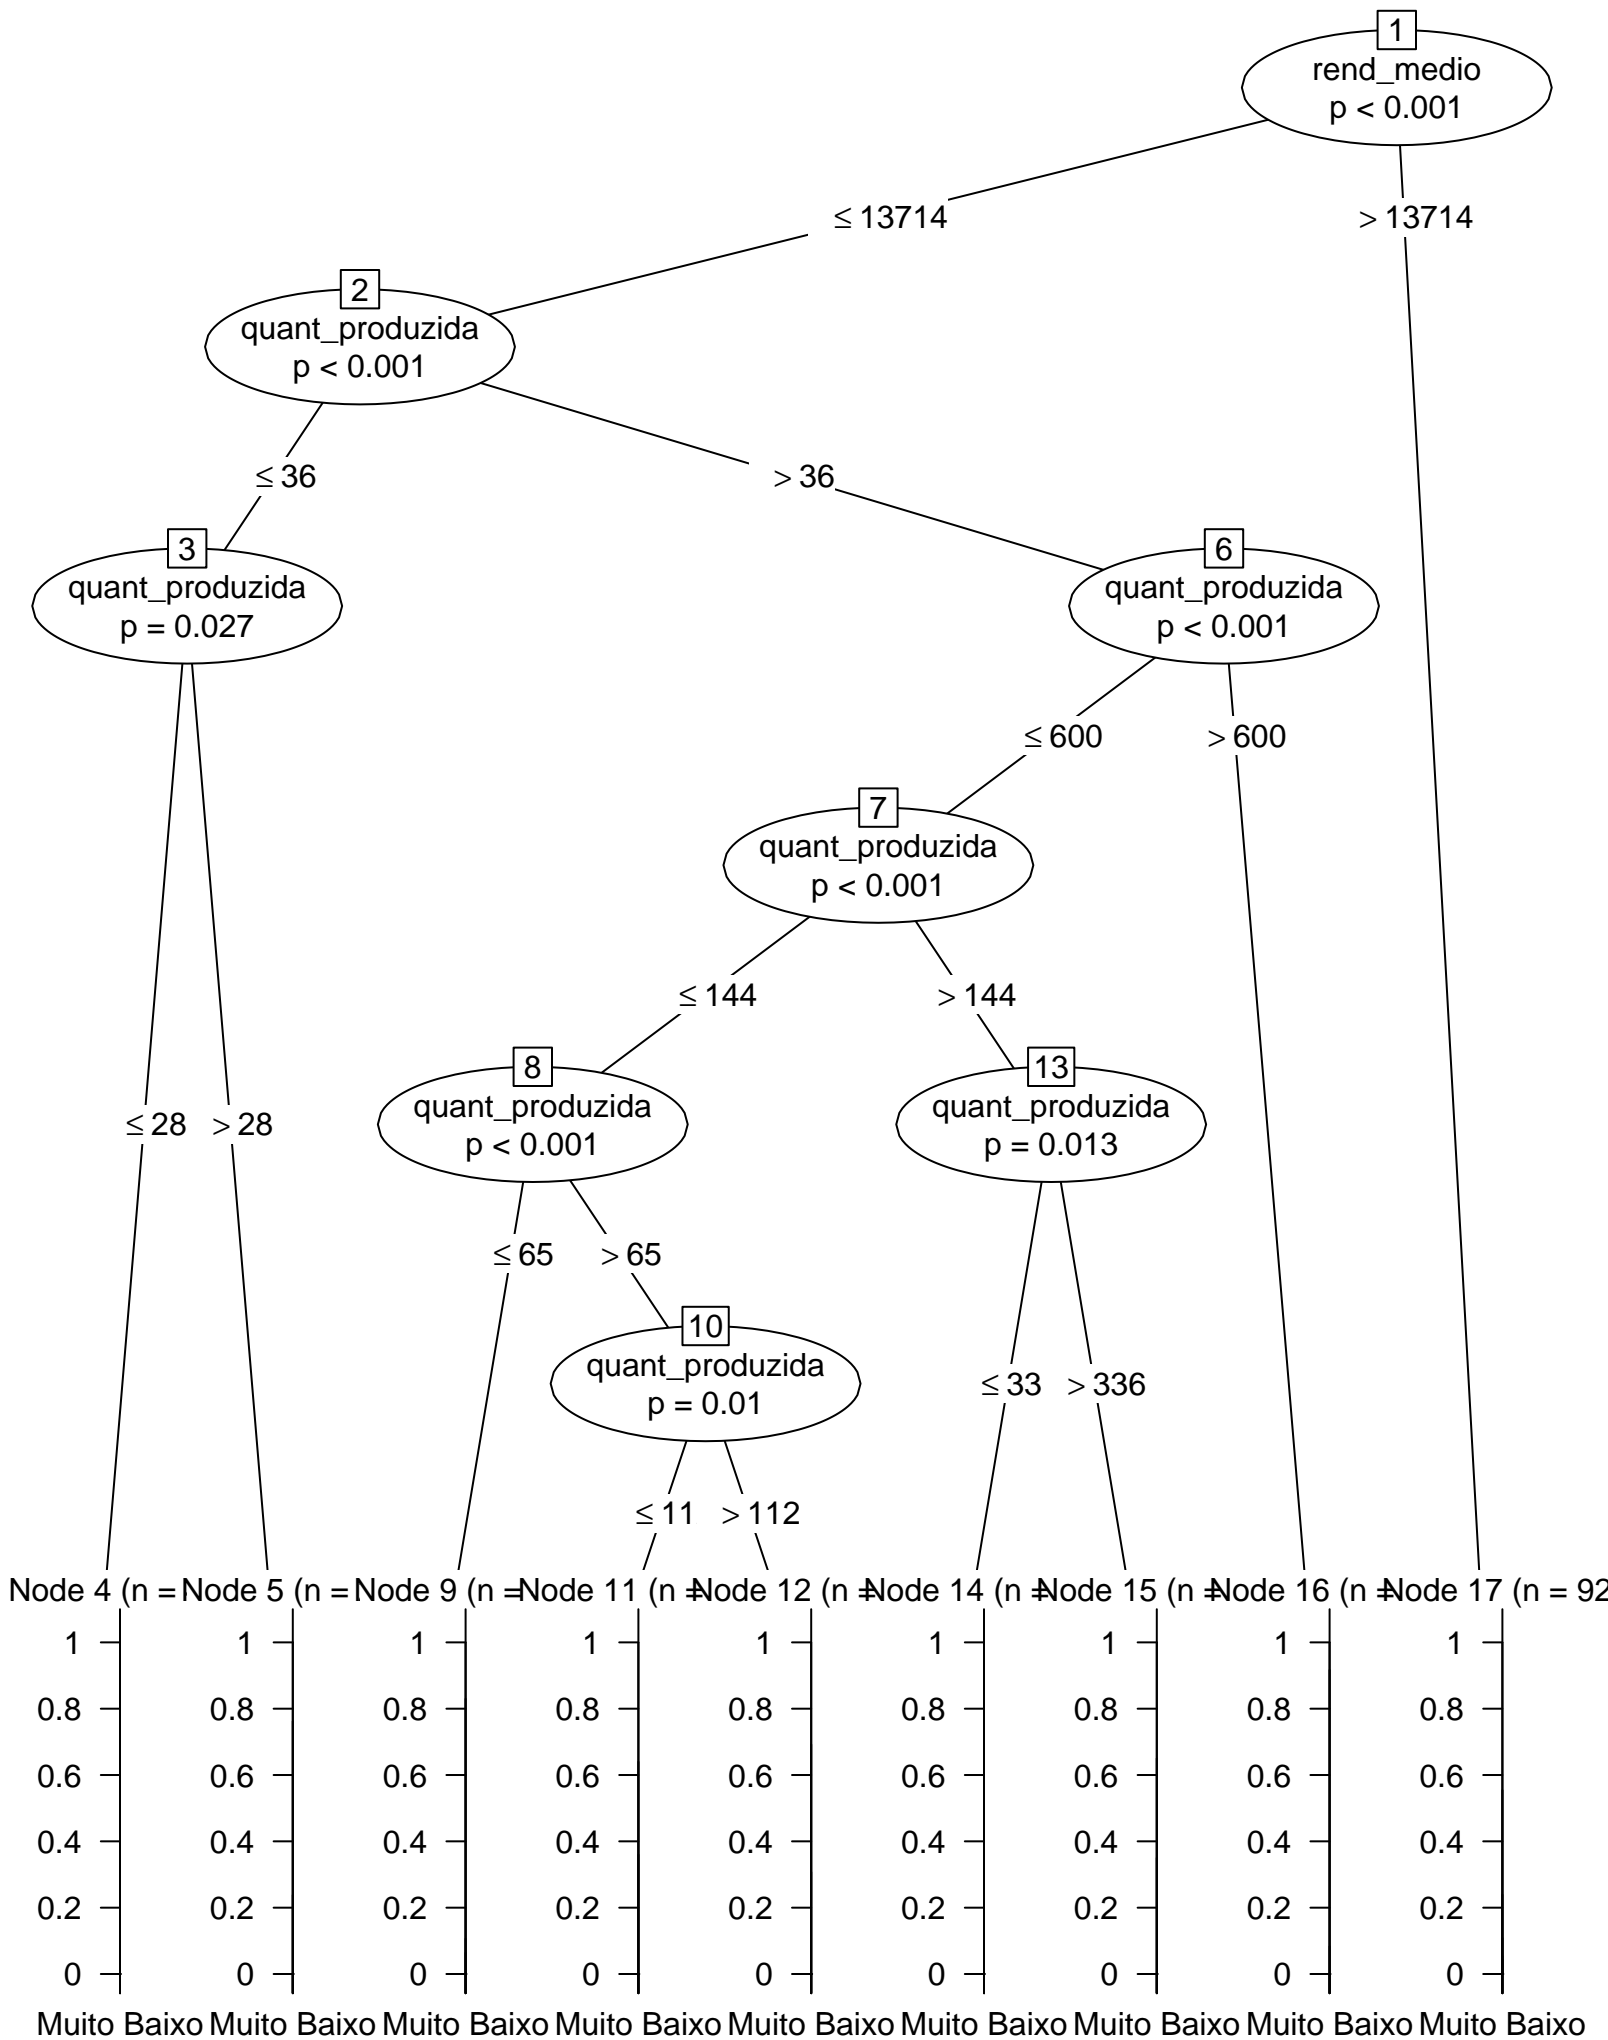 1
rend_medio
p < 0.001
≤ 13714
> 13714
2
quant_produzida
p < 0.001
≤ 36
> 36
3
quant_produzida
p = 0.027
6
quant_produzida
p < 0.001
≤ 600
> 600
7
quant_produzida
p < 0.001
≤ 144
> 144
8
quant_produzida
p < 0.001
13
quant_produzida
p = 0.013
≤ 28
> 28
≤ 65
> 65
10
quant_produzida
p = 0.01
≤ 33
> 336
≤ 11
> 112
Node 4 (n = Node 5 (n = Node 9 (n = Node 11 (n = Node 12 (n = Node 14 (n = Node 15 (n = Node 16 (n = Node 17 (n = 92
1 1 1 1 1 1 1 1 1
0.8 0.8 0.8 0.8 0.8 0.8 0.8 0.8 0.8
0.6 0.6 0.6 0.6 0.6 0.6 0.6 0.6 0.6
0.4 0.4 0.4 0.4 0.4 0.4 0.4 0.4 0.4
0.2 0.2 0.2 0.2 0.2 0.2 0.2 0.2 0.2
0 0 0 0 0 0 0 0 0
Muito Baixo Muito Baixo Muito Baixo Muito Baixo Muito Baixo Muito Baixo Muito Baixo Muito Baixo Muito Baixo